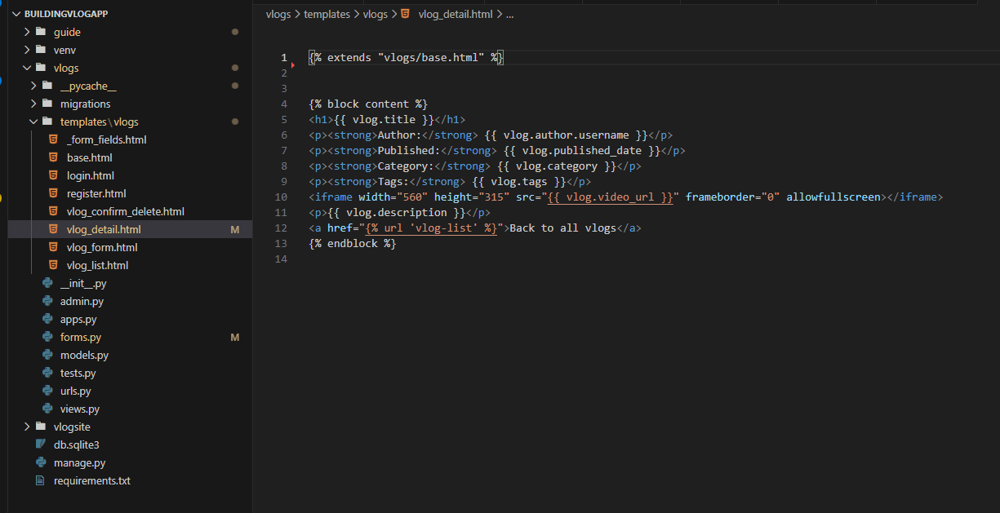 BUILDINGVLOGAPP
guide
venv
vlogs
__pycache__
migrations
templates\vlogs
_form_fields.html
base.html
login.html
register.html
vlog_confirm_delete.html
vlog_detail.html M
vlog_form.html
vlog_list.html
__init__.py
admin.py
apps.py
forms.py M
models.py
tests.py
urls.py
views.py
vlogsite
db.sqlite3
manage.py
requirements.txt
vlogs > templates > vlogs > vlog_detail.html > ...
1 {% extends "vlogs/base.html" %}
2
3
4 {% block content %}
5 <h1>{{ vlog.title }}</h1>
6 <p><strong>Author:</strong> {{ vlog.author.username }}</p>
7 <p><strong>Published:</strong> {{ vlog.published_date }}</p>
8 <p><strong>Category:</strong> {{ vlog.category }}</p>
9 <p><strong>Tags:</strong> {{ vlog.tags }}</p>
10 <iframe width="560" height="315" src="{{ vlog.video_url }}" frameborder="0" allowfullscreen></iframe>
11 <p>{{ vlog.description }}</p>
12 <a href="{% url 'vlog-list' %}">Back to all vlogs</a>
13 {% endblock %}
14